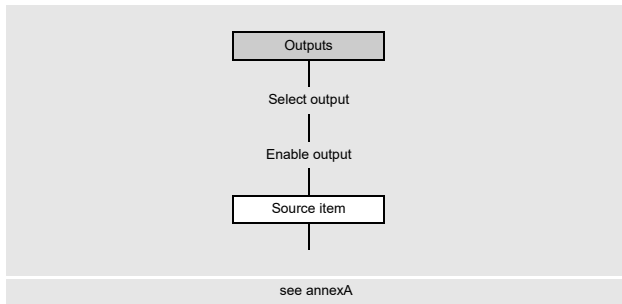 Outputs
Select output
Enable output
Source item
see annexA